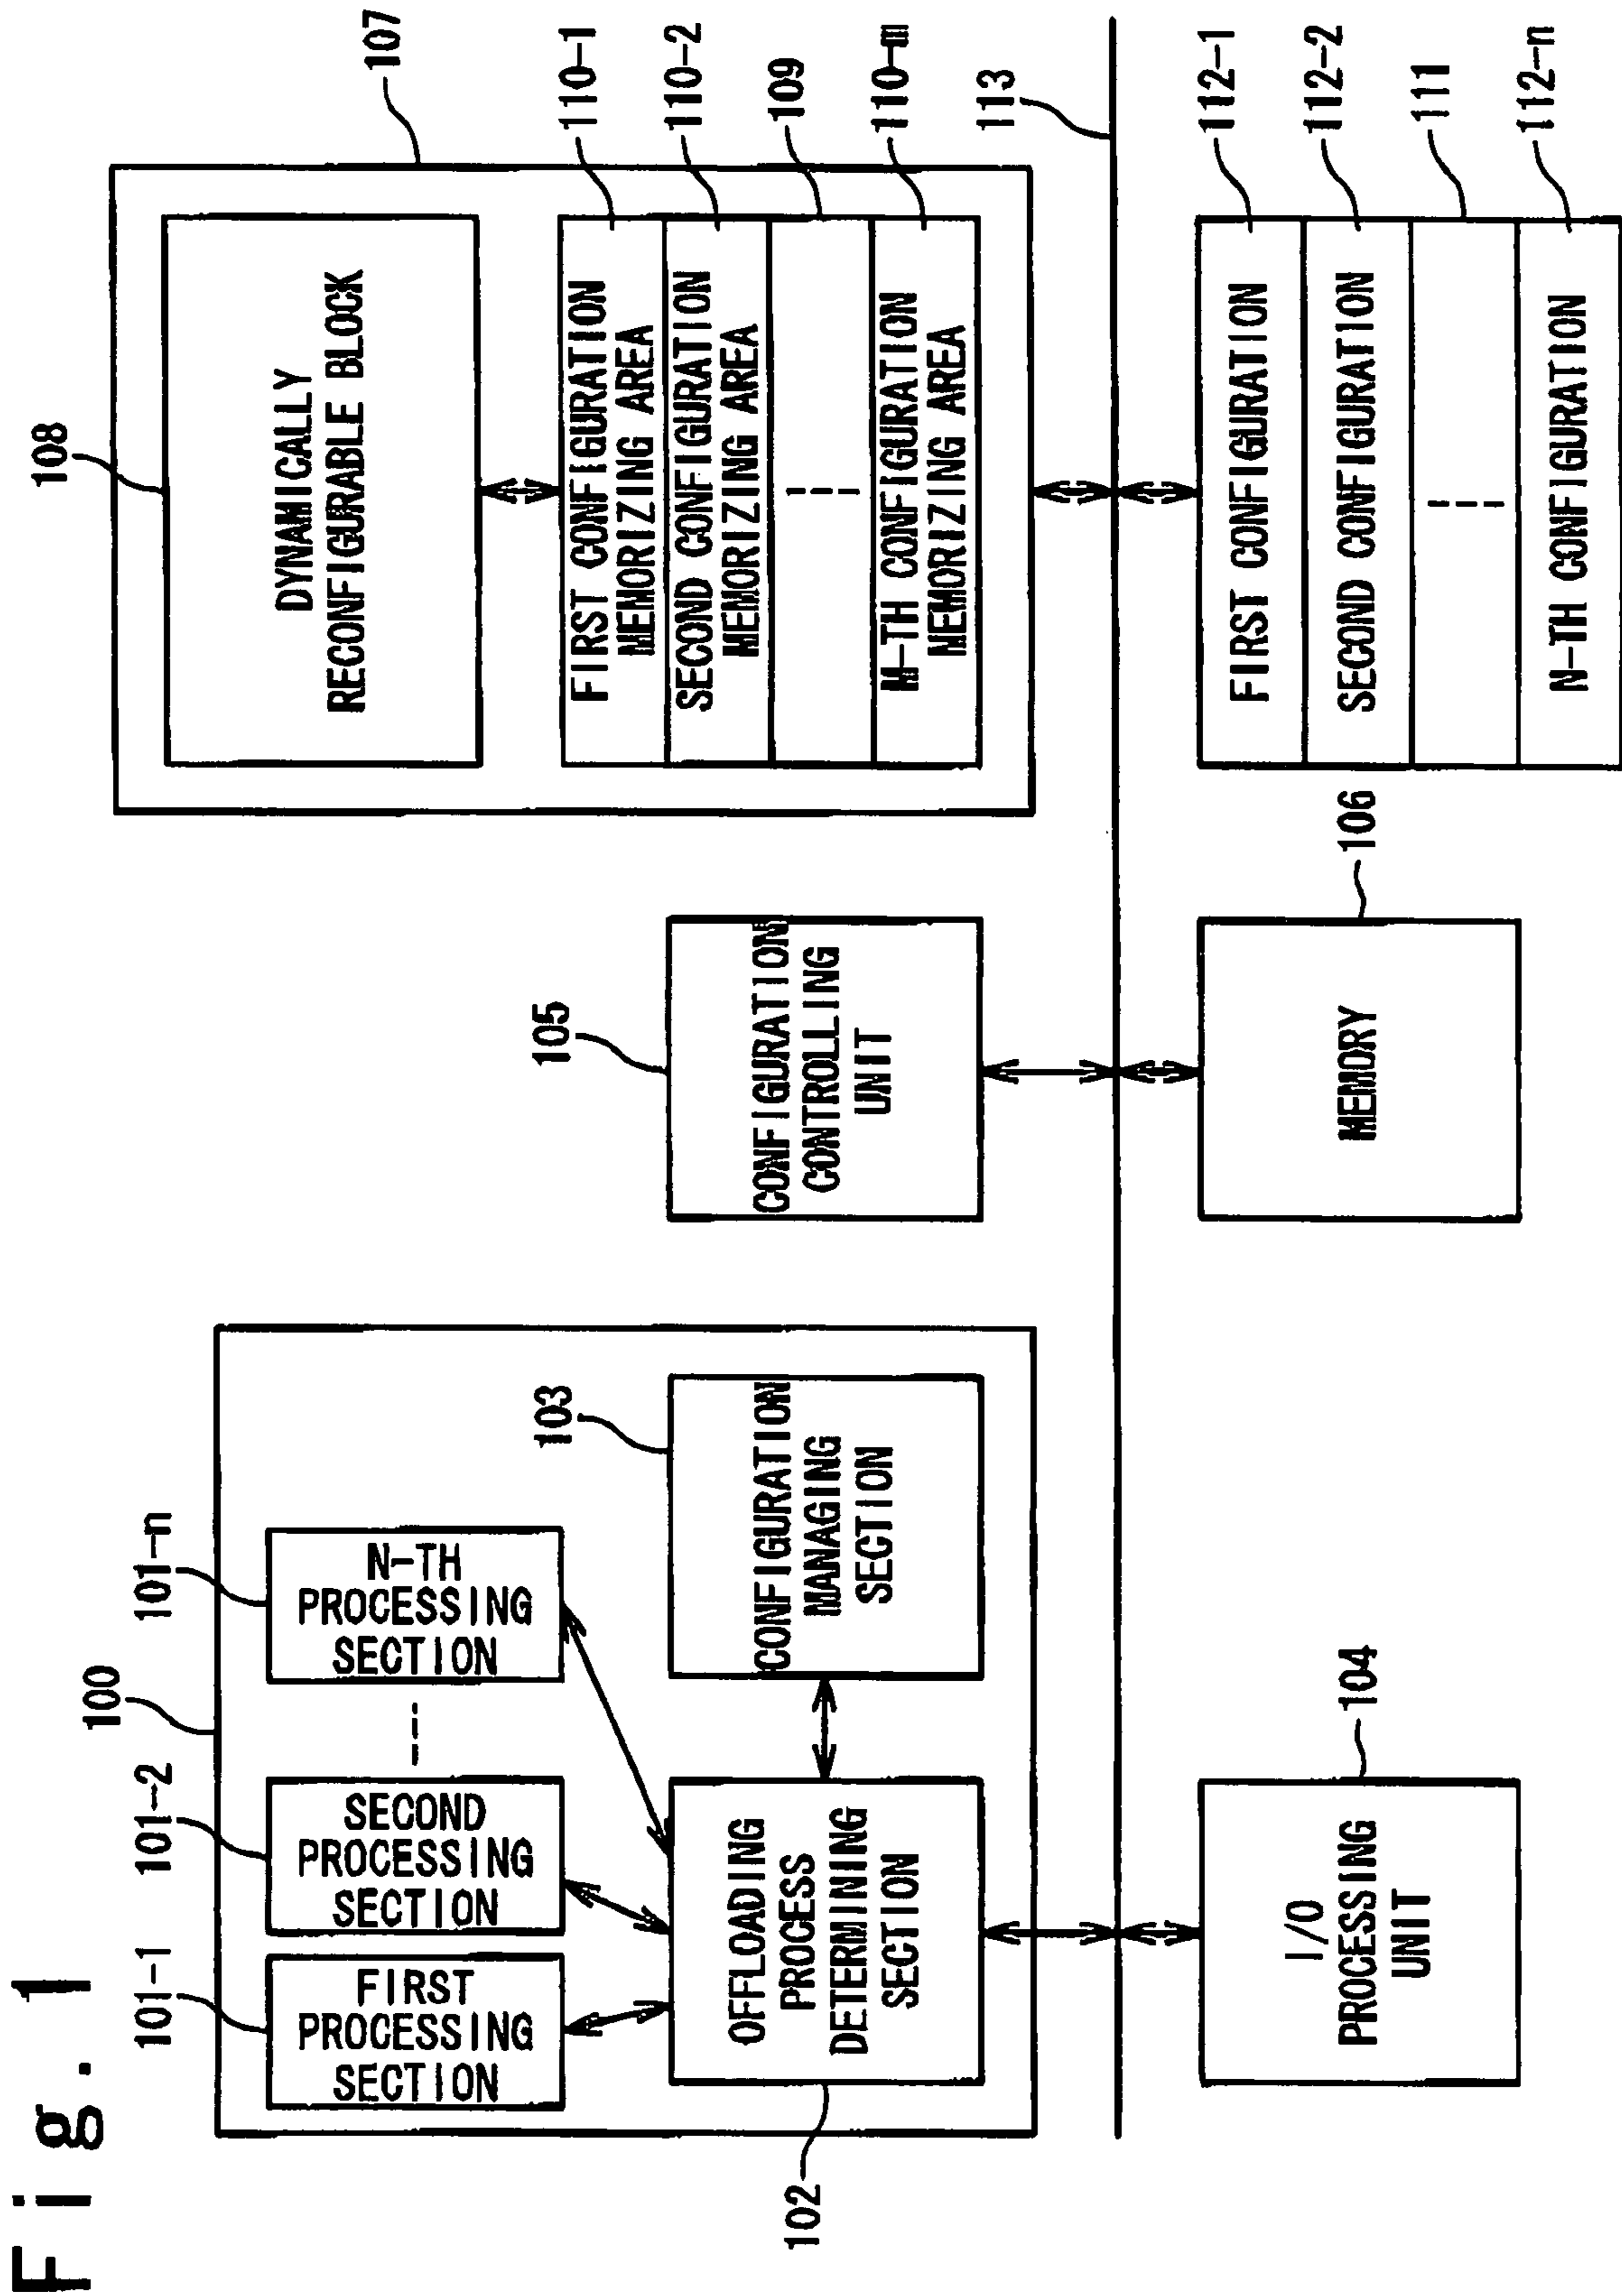 Fig. 1
100
101-1
101-2
101-n
FIRST
PROCESSING
SECTION
SECOND
PROCESSING
SECTION
---
N-TH
PROCESSING
SECTION
102
OFFLOADING
PROCESS
DETERMINING
SECTION
103
CONFIGURATION
MANAGING
SECTION
105
CONFIGURATION
CONTROLLING
UNIT
107
108
DYNAMICALLY
RECONFIGURABLE BLOCK
FIRST CONFIGURATION
MEMORIZING AREA
110-1
SECOND CONFIGURATION
MEMORIZING AREA
110-2
109
M-TH CONFIGURATION
MEMORIZING AREA
110-m
113
104
I/O
PROCESSING
UNIT
106
MEMORY
FIRST CONFIGURATION
112-1
SECOND CONFIGURATION
112-2
111
N-TH CONFIGURATION
112-n